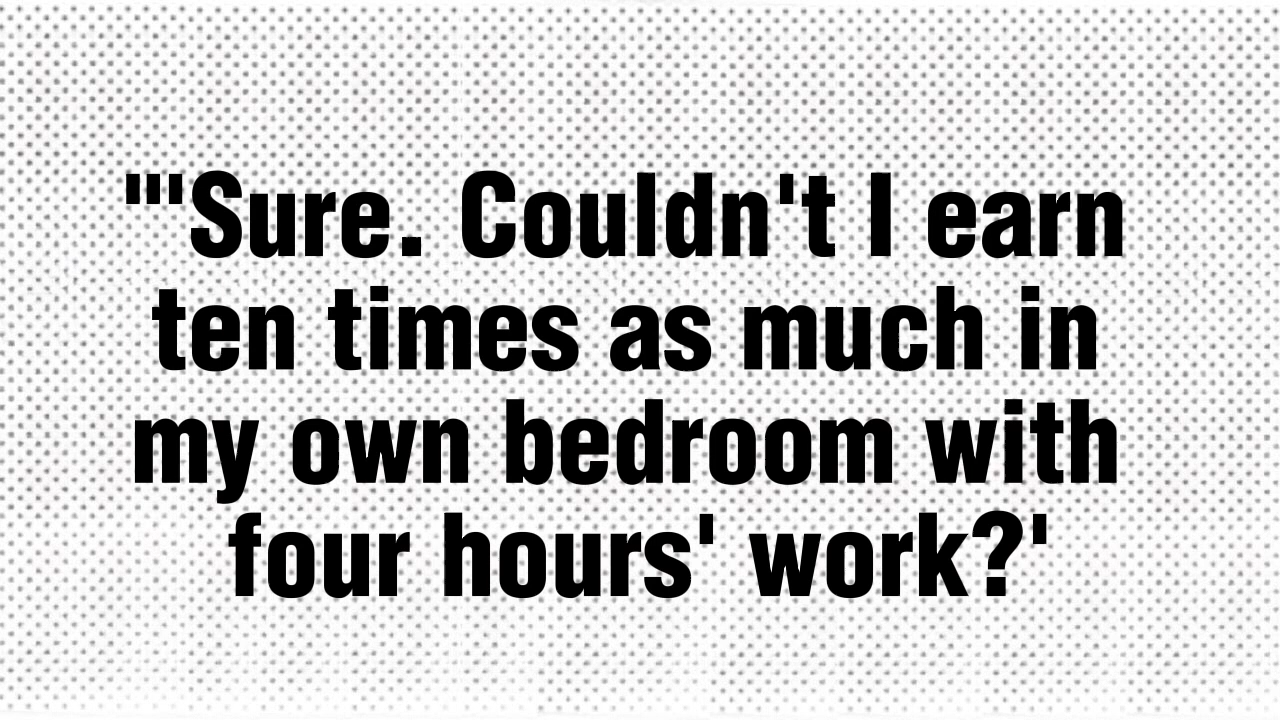 "'Sure. Couldn't I earn
ten times as much in
my own bedroom with
four hours' work?'